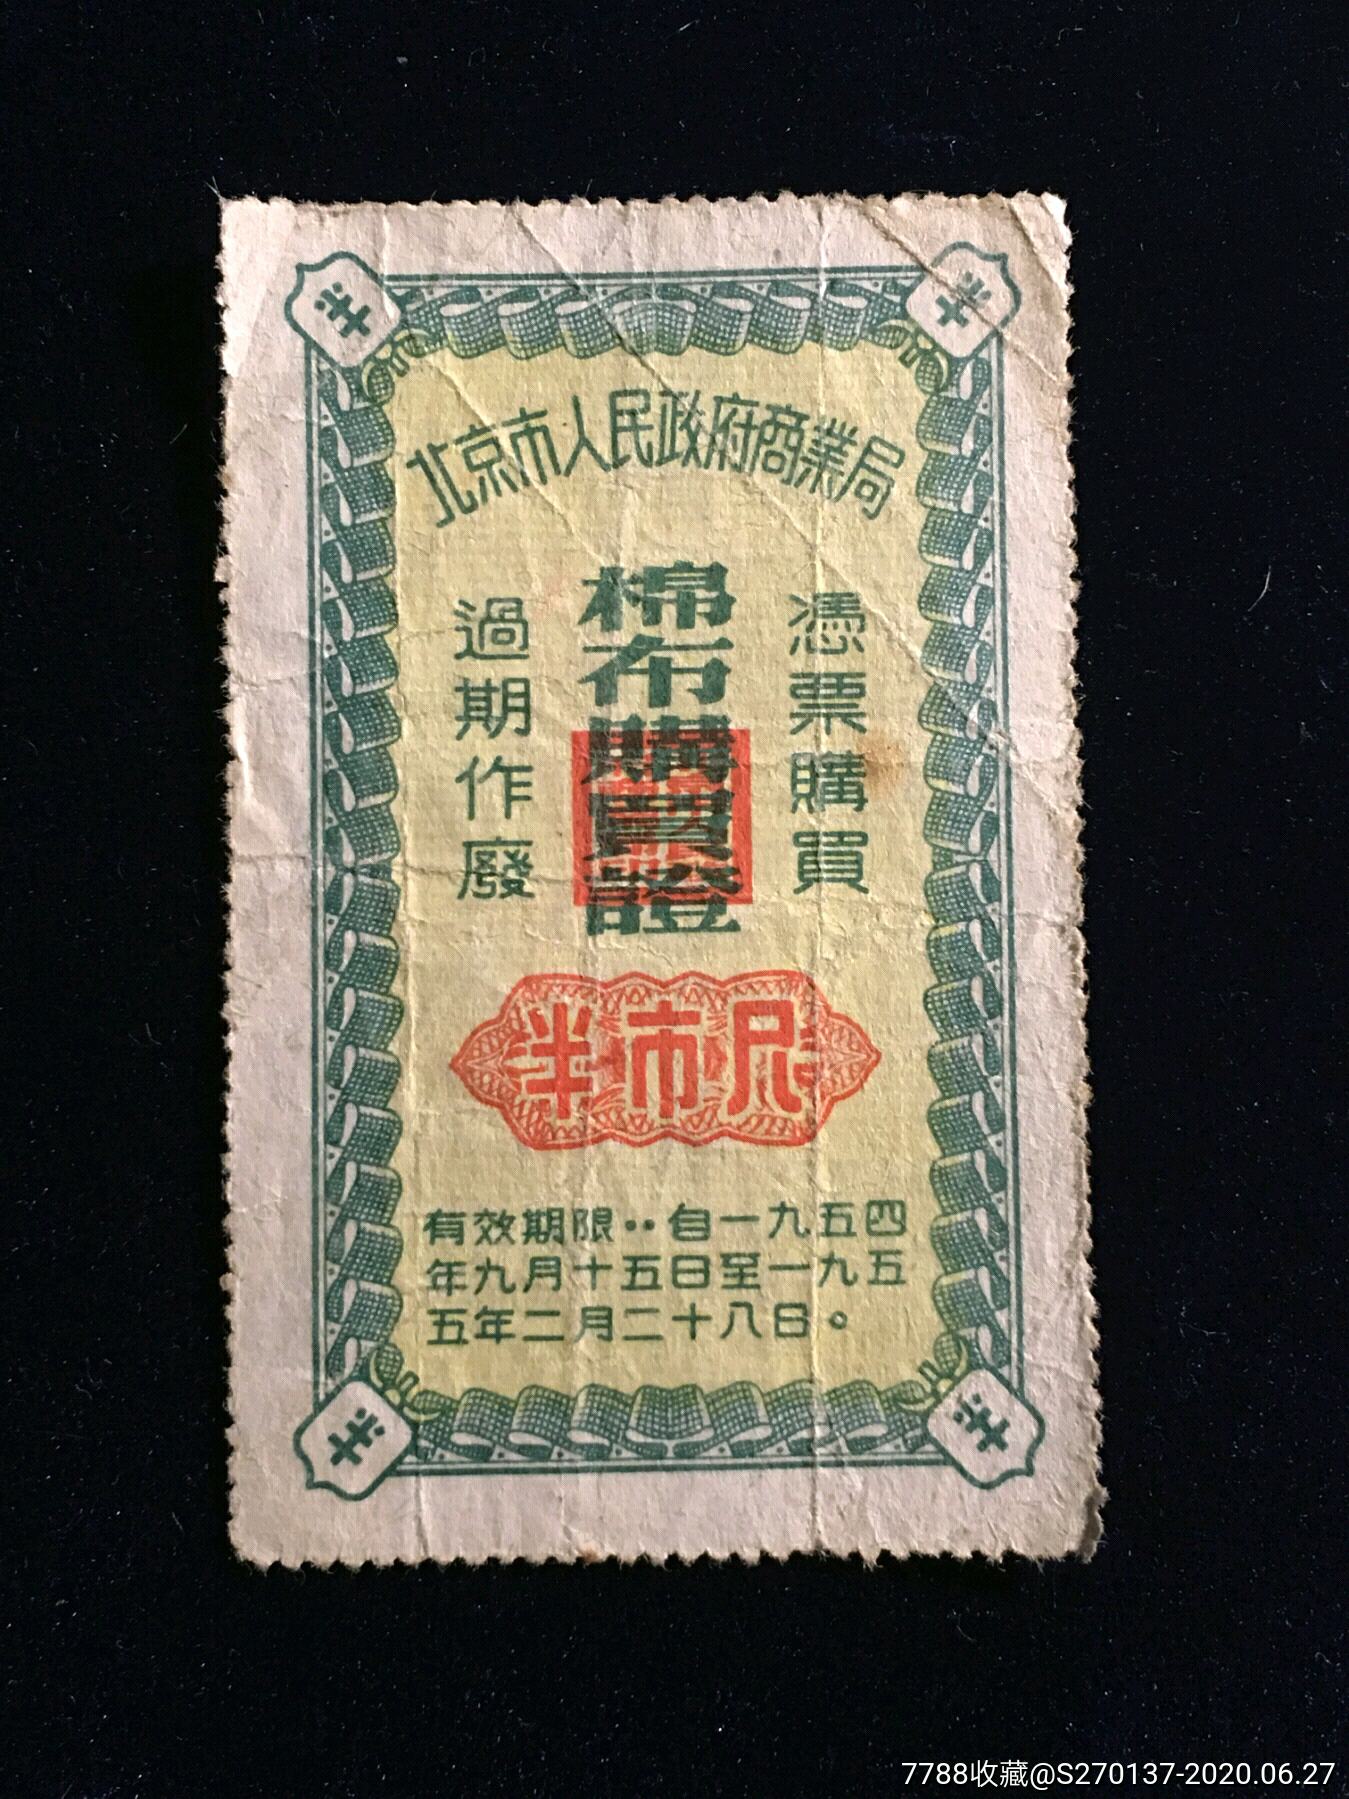 半
半
北京市人民政府商業局
憑票購買
棉布購買證
過期作廢
半市尺
有效期限：自一九五四
年九月十五日至一九五
五年二月二十八日。
半
半
7788收藏@S270137-2020.06.27